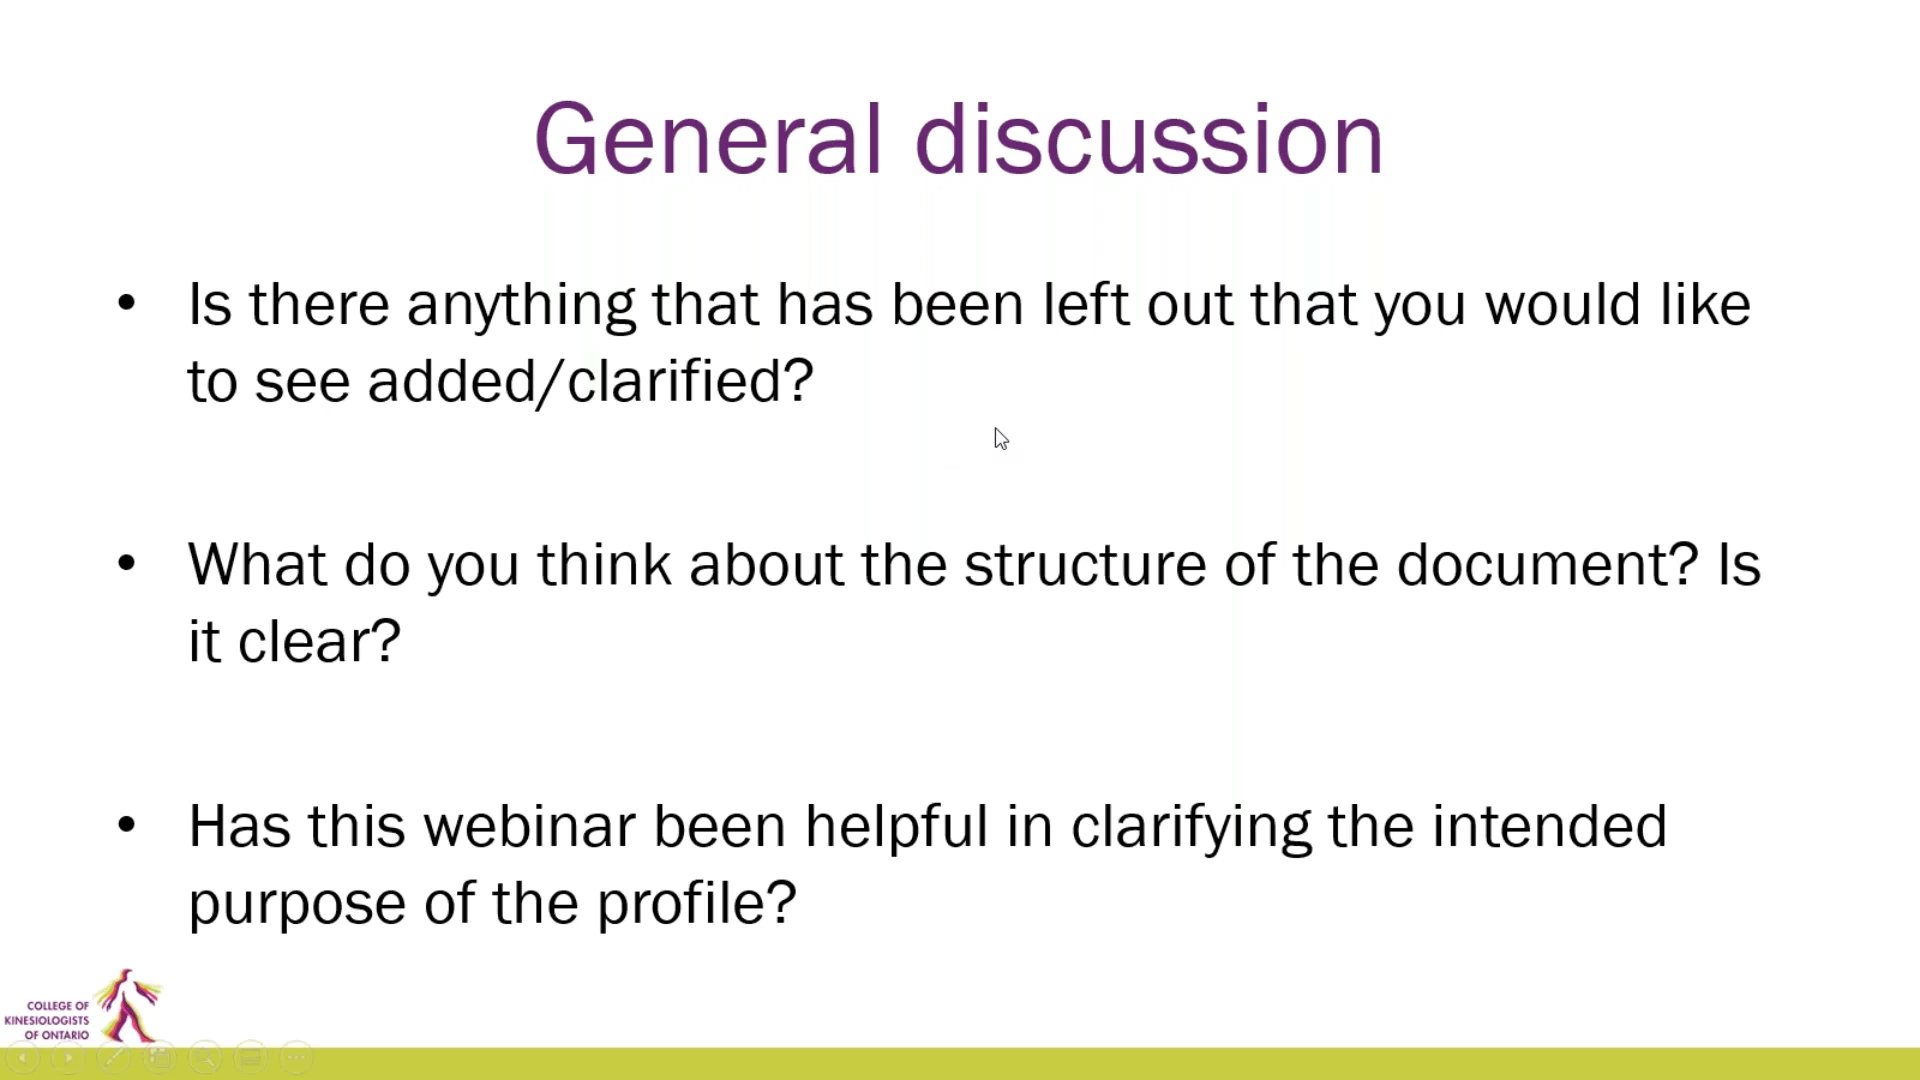 General discussion
• Is there anything that has been left out that you would like
to see added/clarified?
• What do you think about the structure of the document? Is
it clear?
• Has this webinar been helpful in clarifying the intended
purpose of the profile?
COLLEGE OF
KINESIOLOGISTS
OF ONTARIO